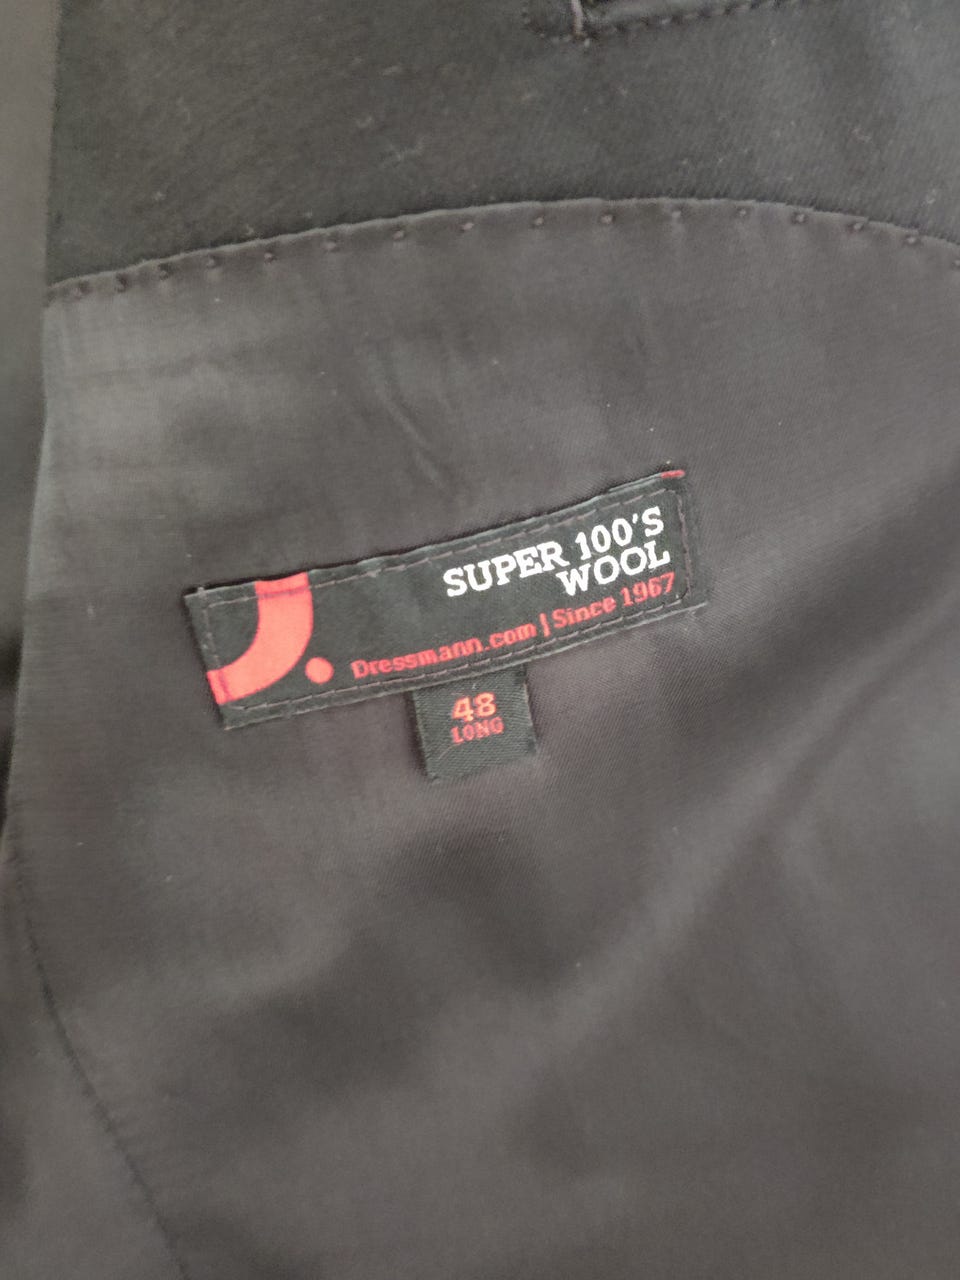 SUPER 100'S
WOOL
Dressmann.com | Since 1967
48
LONG